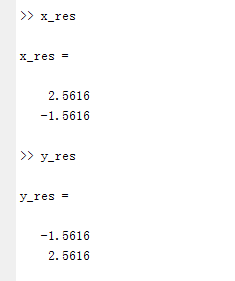 >> x_res
x_res =
2.5616
-1.5616
>> y_res
y_res =
-1.5616
2.5616